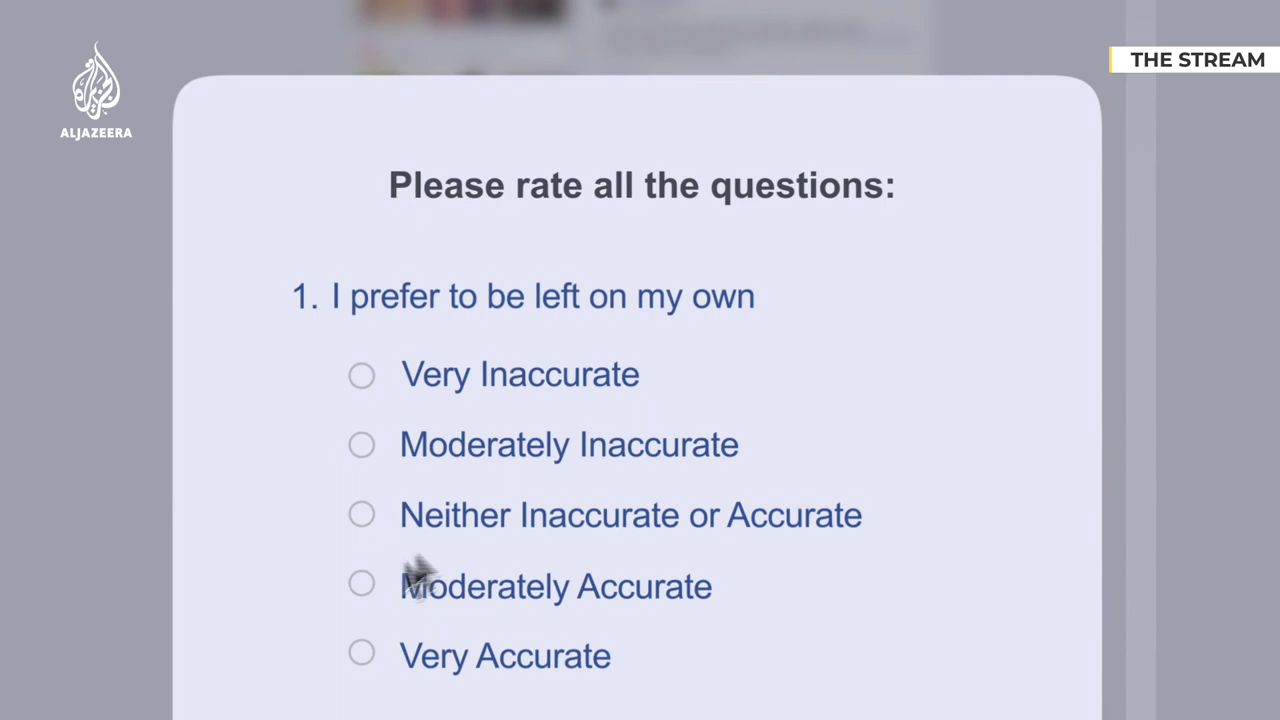 ALJAZEERA
THE STREAM
Please rate all the questions:
1. I prefer to be left on my own
Very Inaccurate
Moderately Inaccurate
Neither Inaccurate or Accurate
Moderately Accurate
Very Accurate